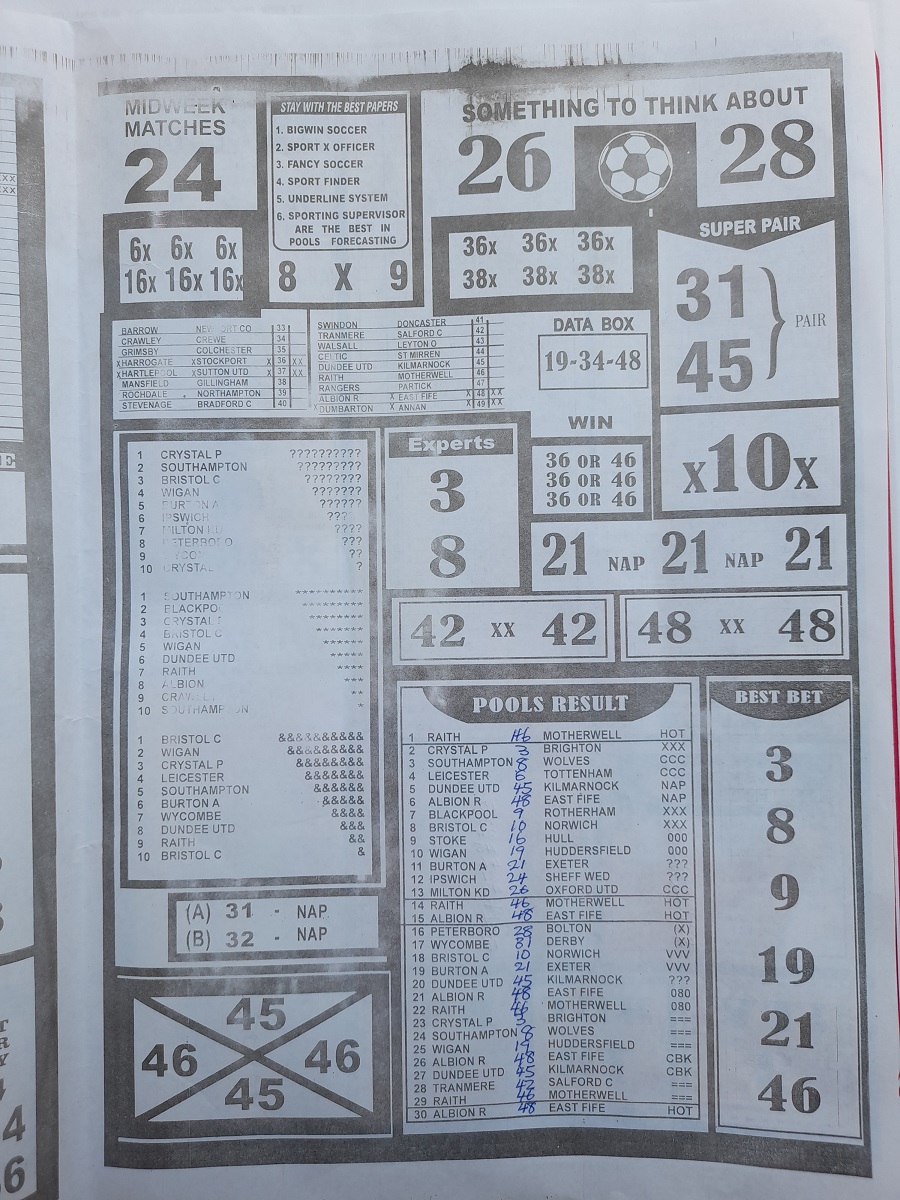 MIDWEEK
MATCHES
24
STAY WITH THE BEST PAPERS
1. BIGWIN SOCCER
2. SPORT X OFFICER
3. FANCY SOCCER
4. SPORT FINDER
5. UNDERLINE SYSTEM
6. SPORTING SUPERVISOR
ARE THE BEST IN
POOLS FORECASTING
8 X 9
SOMETHING TO THINK ABOUT
26 28
6x 6x 6x
16x 16x 16x
36x 36x 36x
38x 38x 38x
SUPER PAIR
31
45
PAIR
BARROW 33
CRAWLEY CREWE 34
GRIMSBY COLCHESTER 35
X HARROGATE X STOCKPORT X 36 XX
X X SUTTON UTD X 37 XX
MANSFIELD GILLINGHAM 38
ROCHDALE NORTHAMPTON 39
STEVENAGE BRADFORD C 40
SWINDON DONCASTER 41
TRANMERE SALFORD C 42
WALSALL LEYTON O 43
CELTIC ST MIRREN 44
DUNDEE UTD KILMARNOCK 45
RAITH MOTHERWELL 46
RANGERS PARTICK 47
ALBION R X EAST FIFE X 48 XX
X DUMBARTON X ANNAN X 49 XX
DATA BOX
19-34-48
WIN
36 OR 46
36 OR 46
36 OR 46
x10x
1 CRYSTAL P ??????????
2 SOUTHAMPTON ?????????
3 BRISTOL C ????????
4 WIGAN ???????
5 ??????
6 IPSWICH ???
7 ????
8 ???
9 ??
10 ?
1 SOUTHAMPTON **********
2 *********
3 ********
4 BRISTOL C *******
5 WIGAN ******
6 DUNDEE UTD *****
7 RAITH ****
8 ALBION ***
9 **
10 *
1 BRISTOL C &&&&&&&&&&
2 WIGAN &&&&&&&&&
3 CRYSTAL P &&&&&&&&
4 LEICESTER &&&&&&&
5 SOUTHAMPTON &&&&&&
6 BURTON A &&&&&
7 WYCOMBE &&&&
8 DUNDEE UTD &&&
9 RAITH &&
10 BRISTOL C &
Experts
3
8
21 NAP 21 NAP 21
42 xx 42
48 xx 48
(A) 31 - NAP
(B) 32 - NAP
45
46 46
45
POOLS RESULT
1 RAITH 46 MOTHERWELL HOT
2 CRYSTAL P 3 BRIGHTON XXX
3 SOUTHAMPTON 8 WOLVES CCC
4 LEICESTER 6 TOTTENHAM CCC
5 DUNDEE UTD 45 KILMARNOCK NAP
6 ALBION R 48 EAST FIFE NAP
7 BLACKPOOL 9 ROTHERHAM XXX
8 BRISTOL C 10 NORWICH XXX
9 STOKE 16 HULL 000
10 WIGAN 19 HUDDERSFIELD 000
11 BURTON A 21 EXETER ???
12 IPSWICH 24 SHEFF WED ???
13 MILTON KD 26 OXFORD UTD CCC
14 RAITH 46 MOTHERWELL HOT
15 ALBION R 48 EAST FIFE HOT
16 PETERBORO 28 BOLTON (X)
17 WYCOMBE 31 DERBY (X)
18 BRISTOL C 10 NORWICH VVV
19 BURTON A 21 EXETER VVV
20 DUNDEE UTD 45 KILMARNOCK ???
21 ALBION R 48 EAST FIFE 080
22 RAITH 46 MOTHERWELL 080
23 CRYSTAL P 3 BRIGHTON ===
24 SOUTHAMPTON 8 WOLVES ===
25 WIGAN 19 HUDDERSFIELD ===
26 ALBION R 48 EAST FIFE CBK
27 DUNDEE UTD 45 KILMARNOCK CBK
28 TRANMERE 42 SALFORD C ===
29 RAITH 46 MOTHERWELL ===
30 ALBION R 48 EAST FIFE HOT
BEST BET
3
8
9
19
21
46